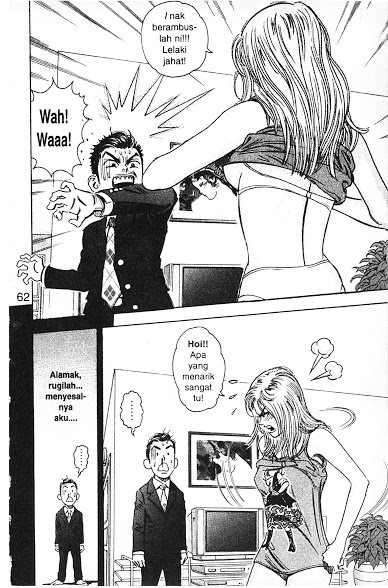 I nak
berambus-
lah ni!!!
Lelaki
jahat!
Wah!
Waaa!
62
Hoi!!
Apa
yang
menarik
sangat
tu!
Alamak,
rugilah...
menyesal-
nya
aku....